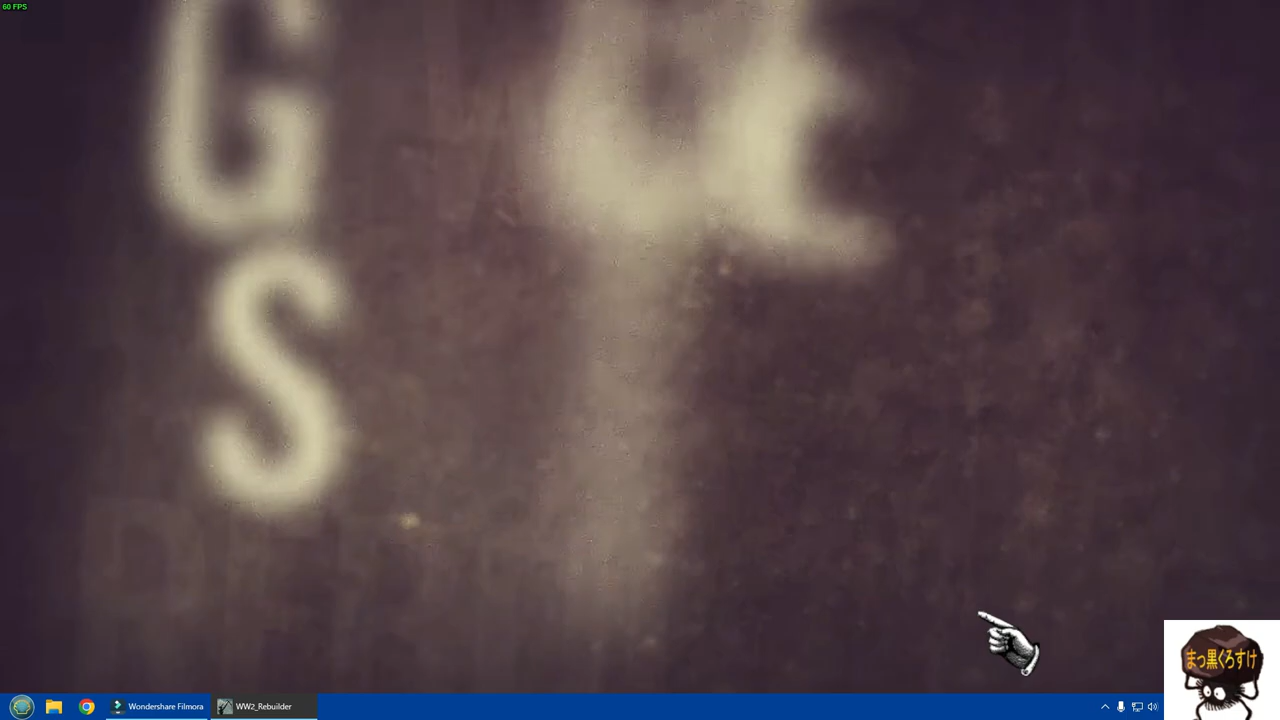 60 FPS
G
S
Wondershare Filmora
WW2_Rebuilder
まっ黒くろすけ